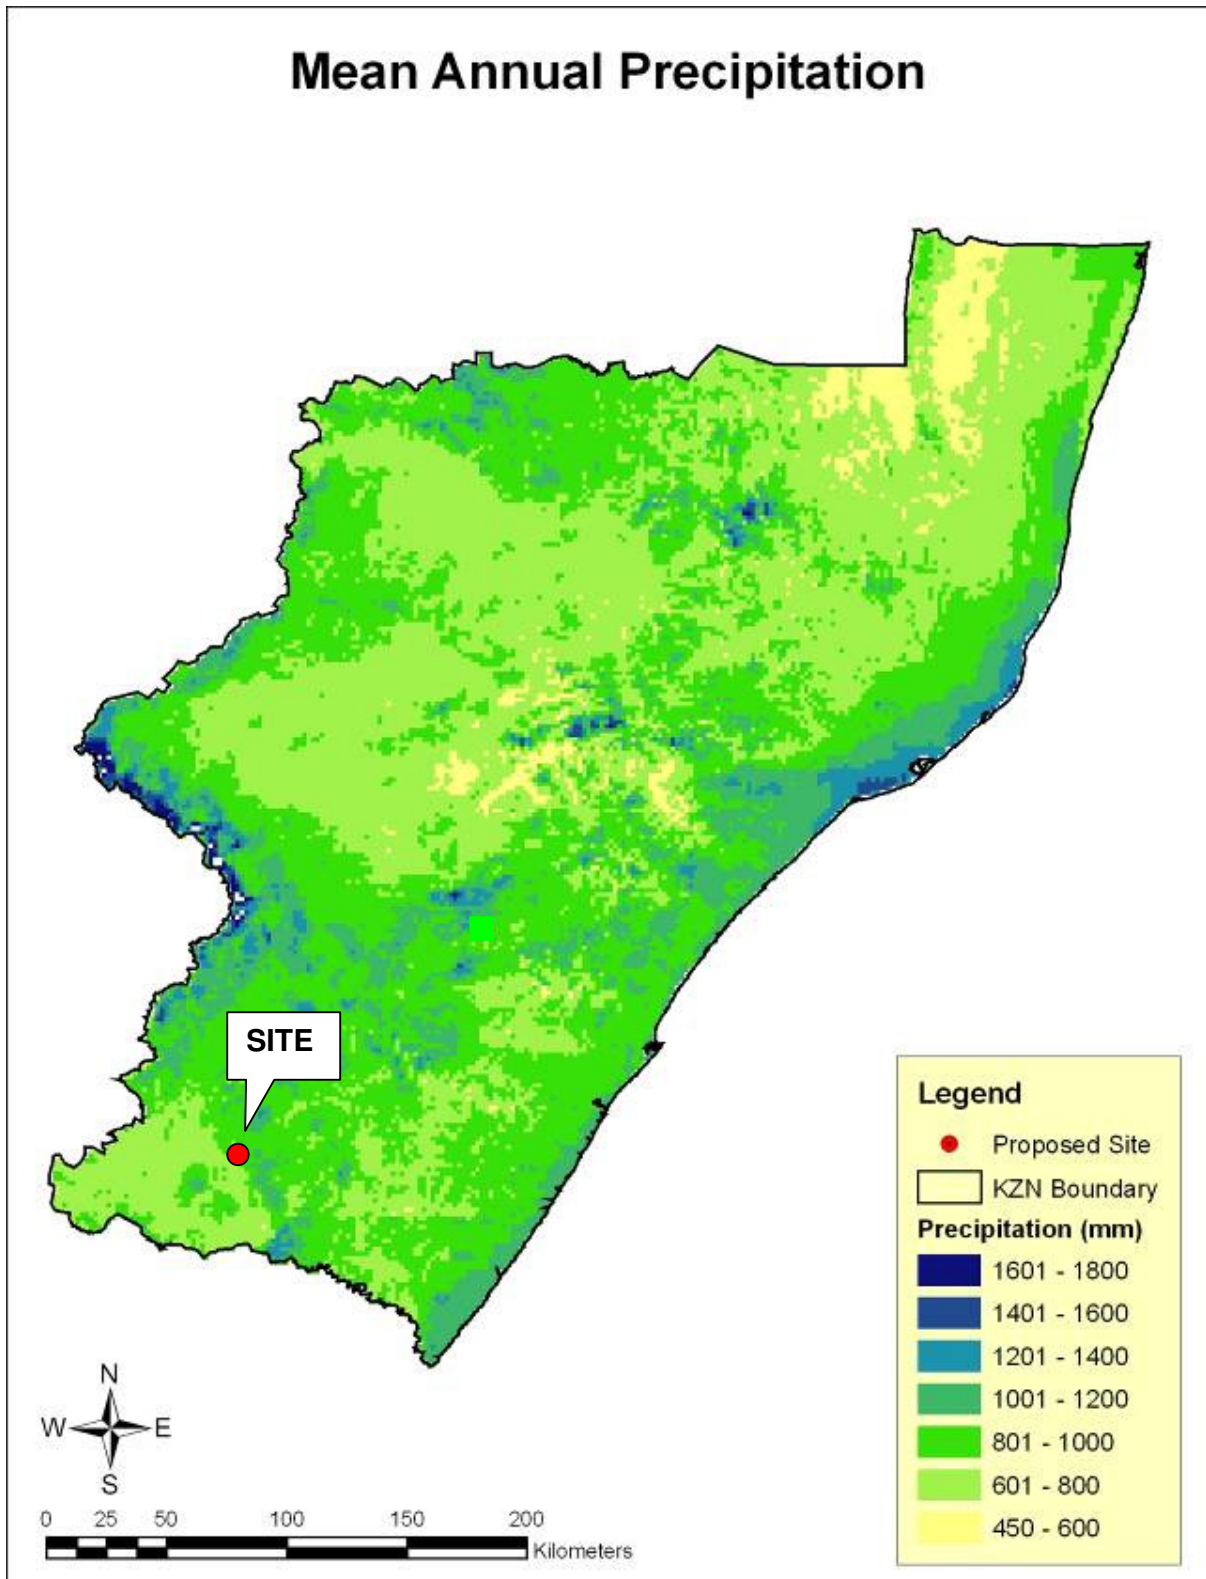 Mean Annual Precipitation
SITE
Legend
Proposed Site
KZN Boundary
Precipitation (mm)
1601 - 1800
1401 - 1600
1201 - 1400
1001 - 1200
801 - 1000
601 - 800
450 - 600
N
W E
S
0 25 50 100 150 200
Kilometers